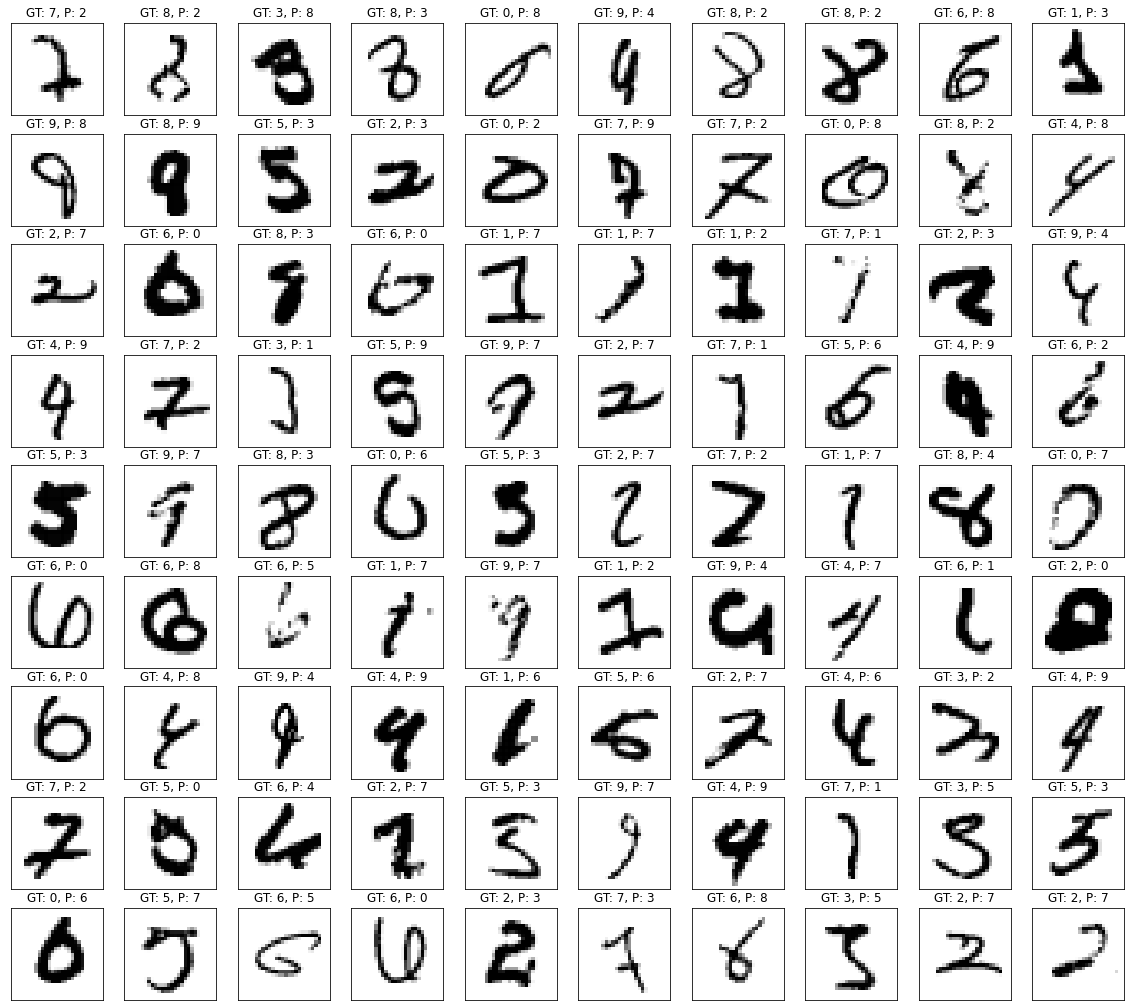 GT: 7, P: 2 GT: 8, P: 2 GT: 3, P: 8 GT: 8, P: 3 GT: 0, P: 8 GT: 9, P: 4 GT: 8, P: 2 GT: 8, P: 2 GT: 6, P: 8 GT: 1, P: 3
GT: 9, P: 8 GT: 8, P: 9 GT: 5, P: 3 GT: 2, P: 3 GT: 0, P: 2 GT: 7, P: 9 GT: 7, P: 2 GT: 0, P: 8 GT: 8, P: 2 GT: 4, P: 8
GT: 2, P: 7 GT: 6, P: 0 GT: 8, P: 3 GT: 6, P: 0 GT: 1, P: 7 GT: 1, P: 7 GT: 1, P: 2 GT: 7, P: 1 GT: 2, P: 3 GT: 9, P: 4
GT: 4, P: 9 GT: 7, P: 2 GT: 3, P: 1 GT: 5, P: 9 GT: 9, P: 7 GT: 2, P: 7 GT: 7, P: 1 GT: 5, P: 6 GT: 4, P: 9 GT: 6, P: 2
GT: 5, P: 3 GT: 9, P: 7 GT: 8, P: 3 GT: 0, P: 6 GT: 5, P: 3 GT: 2, P: 7 GT: 7, P: 2 GT: 1, P: 7 GT: 8, P: 4 GT: 0, P: 7
GT: 6, P: 0 GT: 6, P: 8 GT: 6, P: 5 GT: 1, P: 7 GT: 9, P: 7 GT: 1, P: 2 GT: 9, P: 4 GT: 4, P: 7 GT: 6, P: 1 GT: 2, P: 0
GT: 6, P: 0 GT: 4, P: 8 GT: 9, P: 4 GT: 4, P: 9 GT: 1, P: 6 GT: 5, P: 6 GT: 2, P: 7 GT: 4, P: 6 GT: 3, P: 2 GT: 4, P: 9
GT: 7, P: 2 GT: 5, P: 0 GT: 6, P: 4 GT: 2, P: 7 GT: 5, P: 3 GT: 9, P: 7 GT: 4, P: 9 GT: 7, P: 1 GT: 3, P: 5 GT: 5, P: 3
GT: 0, P: 6 GT: 5, P: 7 GT: 6, P: 5 GT: 6, P: 0 GT: 2, P: 3 GT: 7, P: 3 GT: 6, P: 8 GT: 3, P: 5 GT: 2, P: 7 GT: 2, P: 7